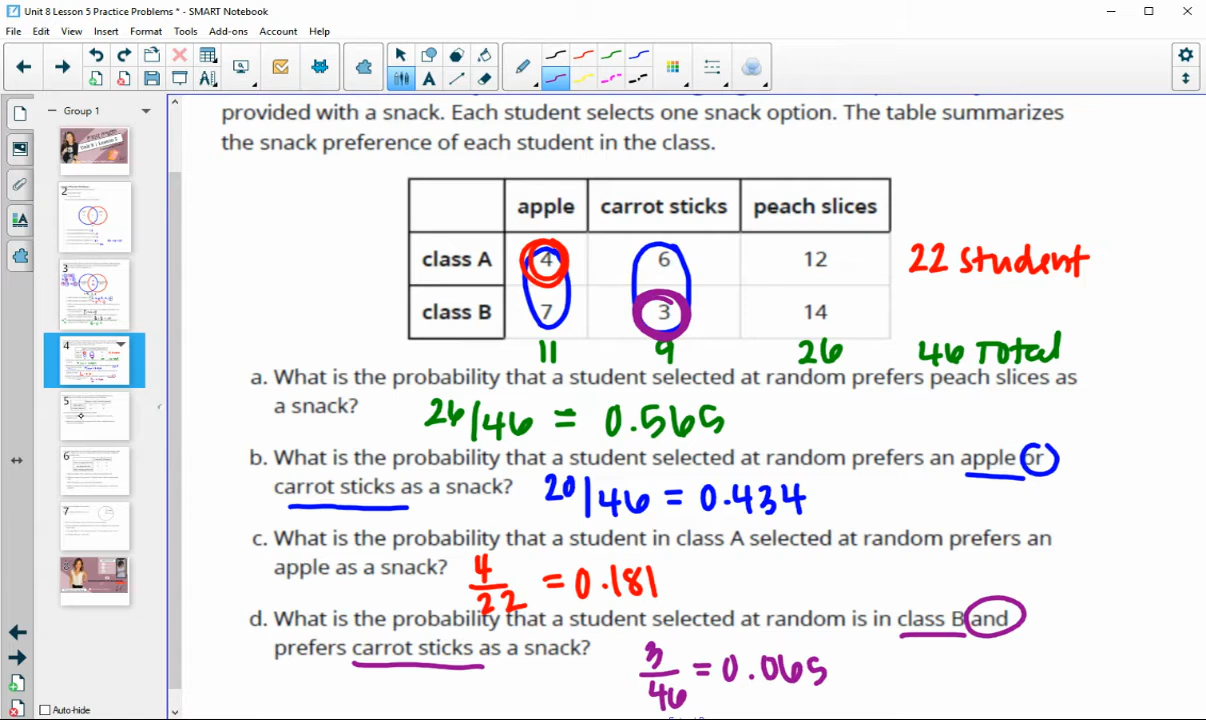 Unit 8 Lesson 5 Practice Problems * - SMART Notebook
File Edit View Insert Format Tools Add-ons Account Help
Group 1
provided with a snack. Each student selects one snack option. The table summarizes
the snack preference of each student in the class.
apple carrot sticks peach slices
class A 4 6 12 22 student
class B 7 3 14
11 9 26 46 Total
a. What is the probability that a student selected at random prefers peach slices as
a snack?
26/46 = 0.565
b. What is the probability that a student selected at random prefers an apple or
carrot sticks as a snack? 20/46 = 0.434
c. What is the probability that a student in class A selected at random prefers an
apple as a snack? 4/22 = 0.181
d. What is the probability that a student selected at random is in class B and
prefers carrot sticks as a snack? 3/46 = 0.065
2
3
4
5
6
7
Auto-hide